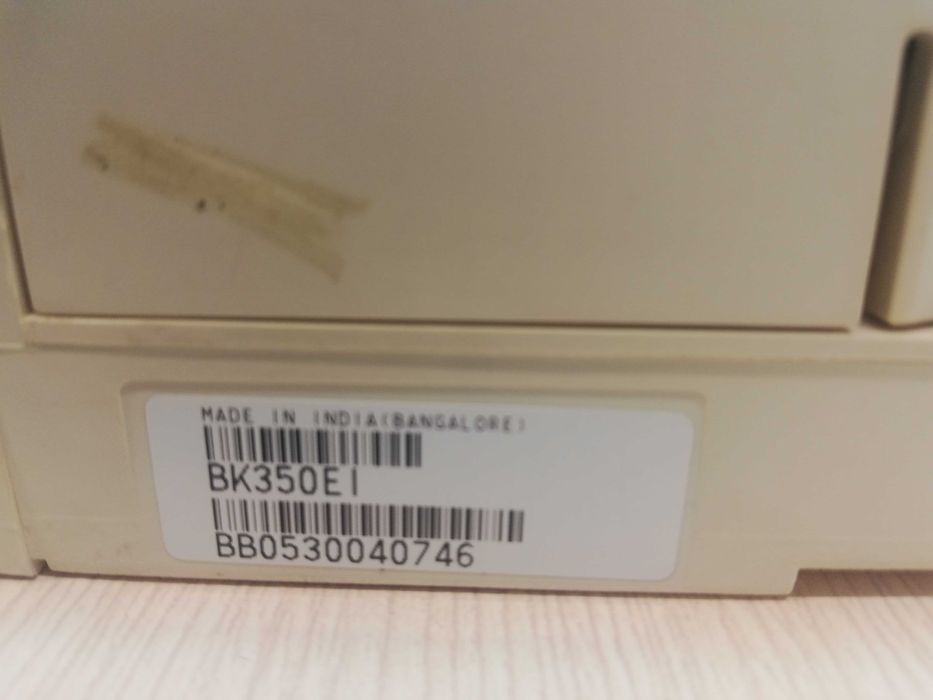 MADE IN INDIA(BANGALORE)
BK350EI
BB0530040746